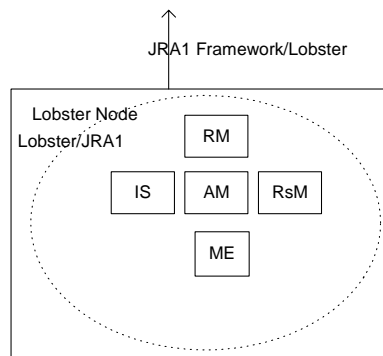 JRA1 Framework/Lobster
Lobster Node
Lobster/JRA1
RM
IS AM RsM
ME